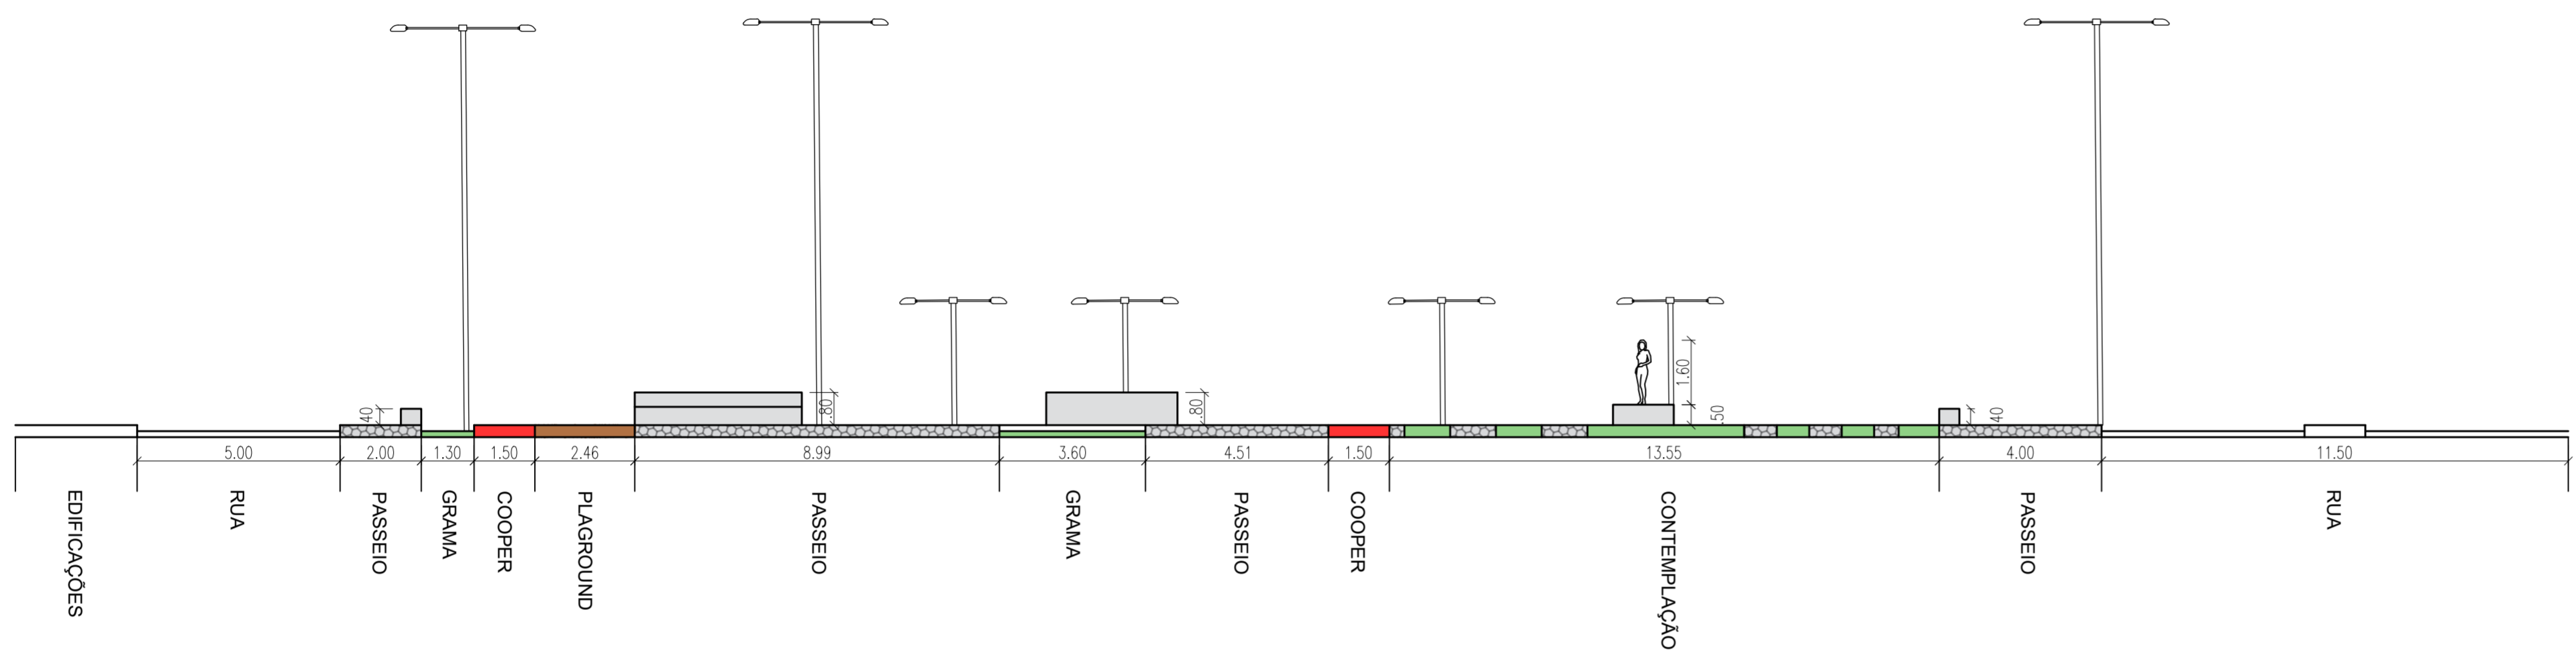 .40
.80
.80
1.60
.50
.40
5.00
2.00
1.30
1.50
2.46
8.99
3.60
4.51
1.50
13.55
4.00
11.50
EDIFICAÇÕES
RUA
PASSEIO
GRAMA
COOPER
PLAGROUND
PASSEIO
GRAMA
PASSEIO
COOPER
CONTEMPLAÇÃO
PASSEIO
RUA